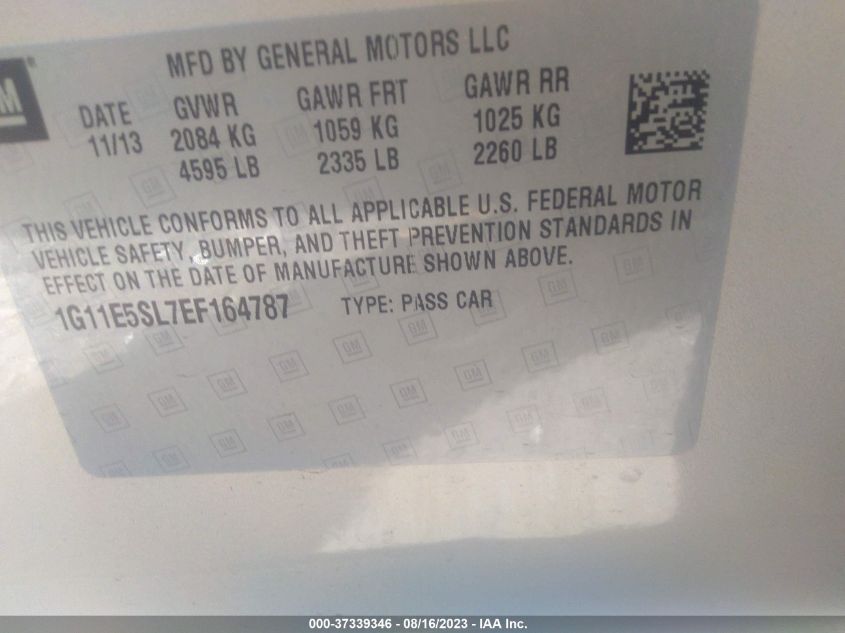 MFD BY GENERAL MOTORS LLC
GM®
DATE GVWR GAWR FRT GAWR RR
11/13 2084 KG 1059 KG 1025 KG
4595 LB 2335 LB 2260 LB
THIS VEHICLE CONFORMS TO ALL APPLICABLE U.S. FEDERAL MOTOR
VEHICLE SAFETY, BUMPER, AND THEFT PREVENTION STANDARDS IN
EFFECT ON THE DATE OF MANUFACTURE SHOWN ABOVE.
1G11E5SL7EF164787 TYPE: PASS CAR
000-37339346 - 08/16/2023 - IAA Inc.